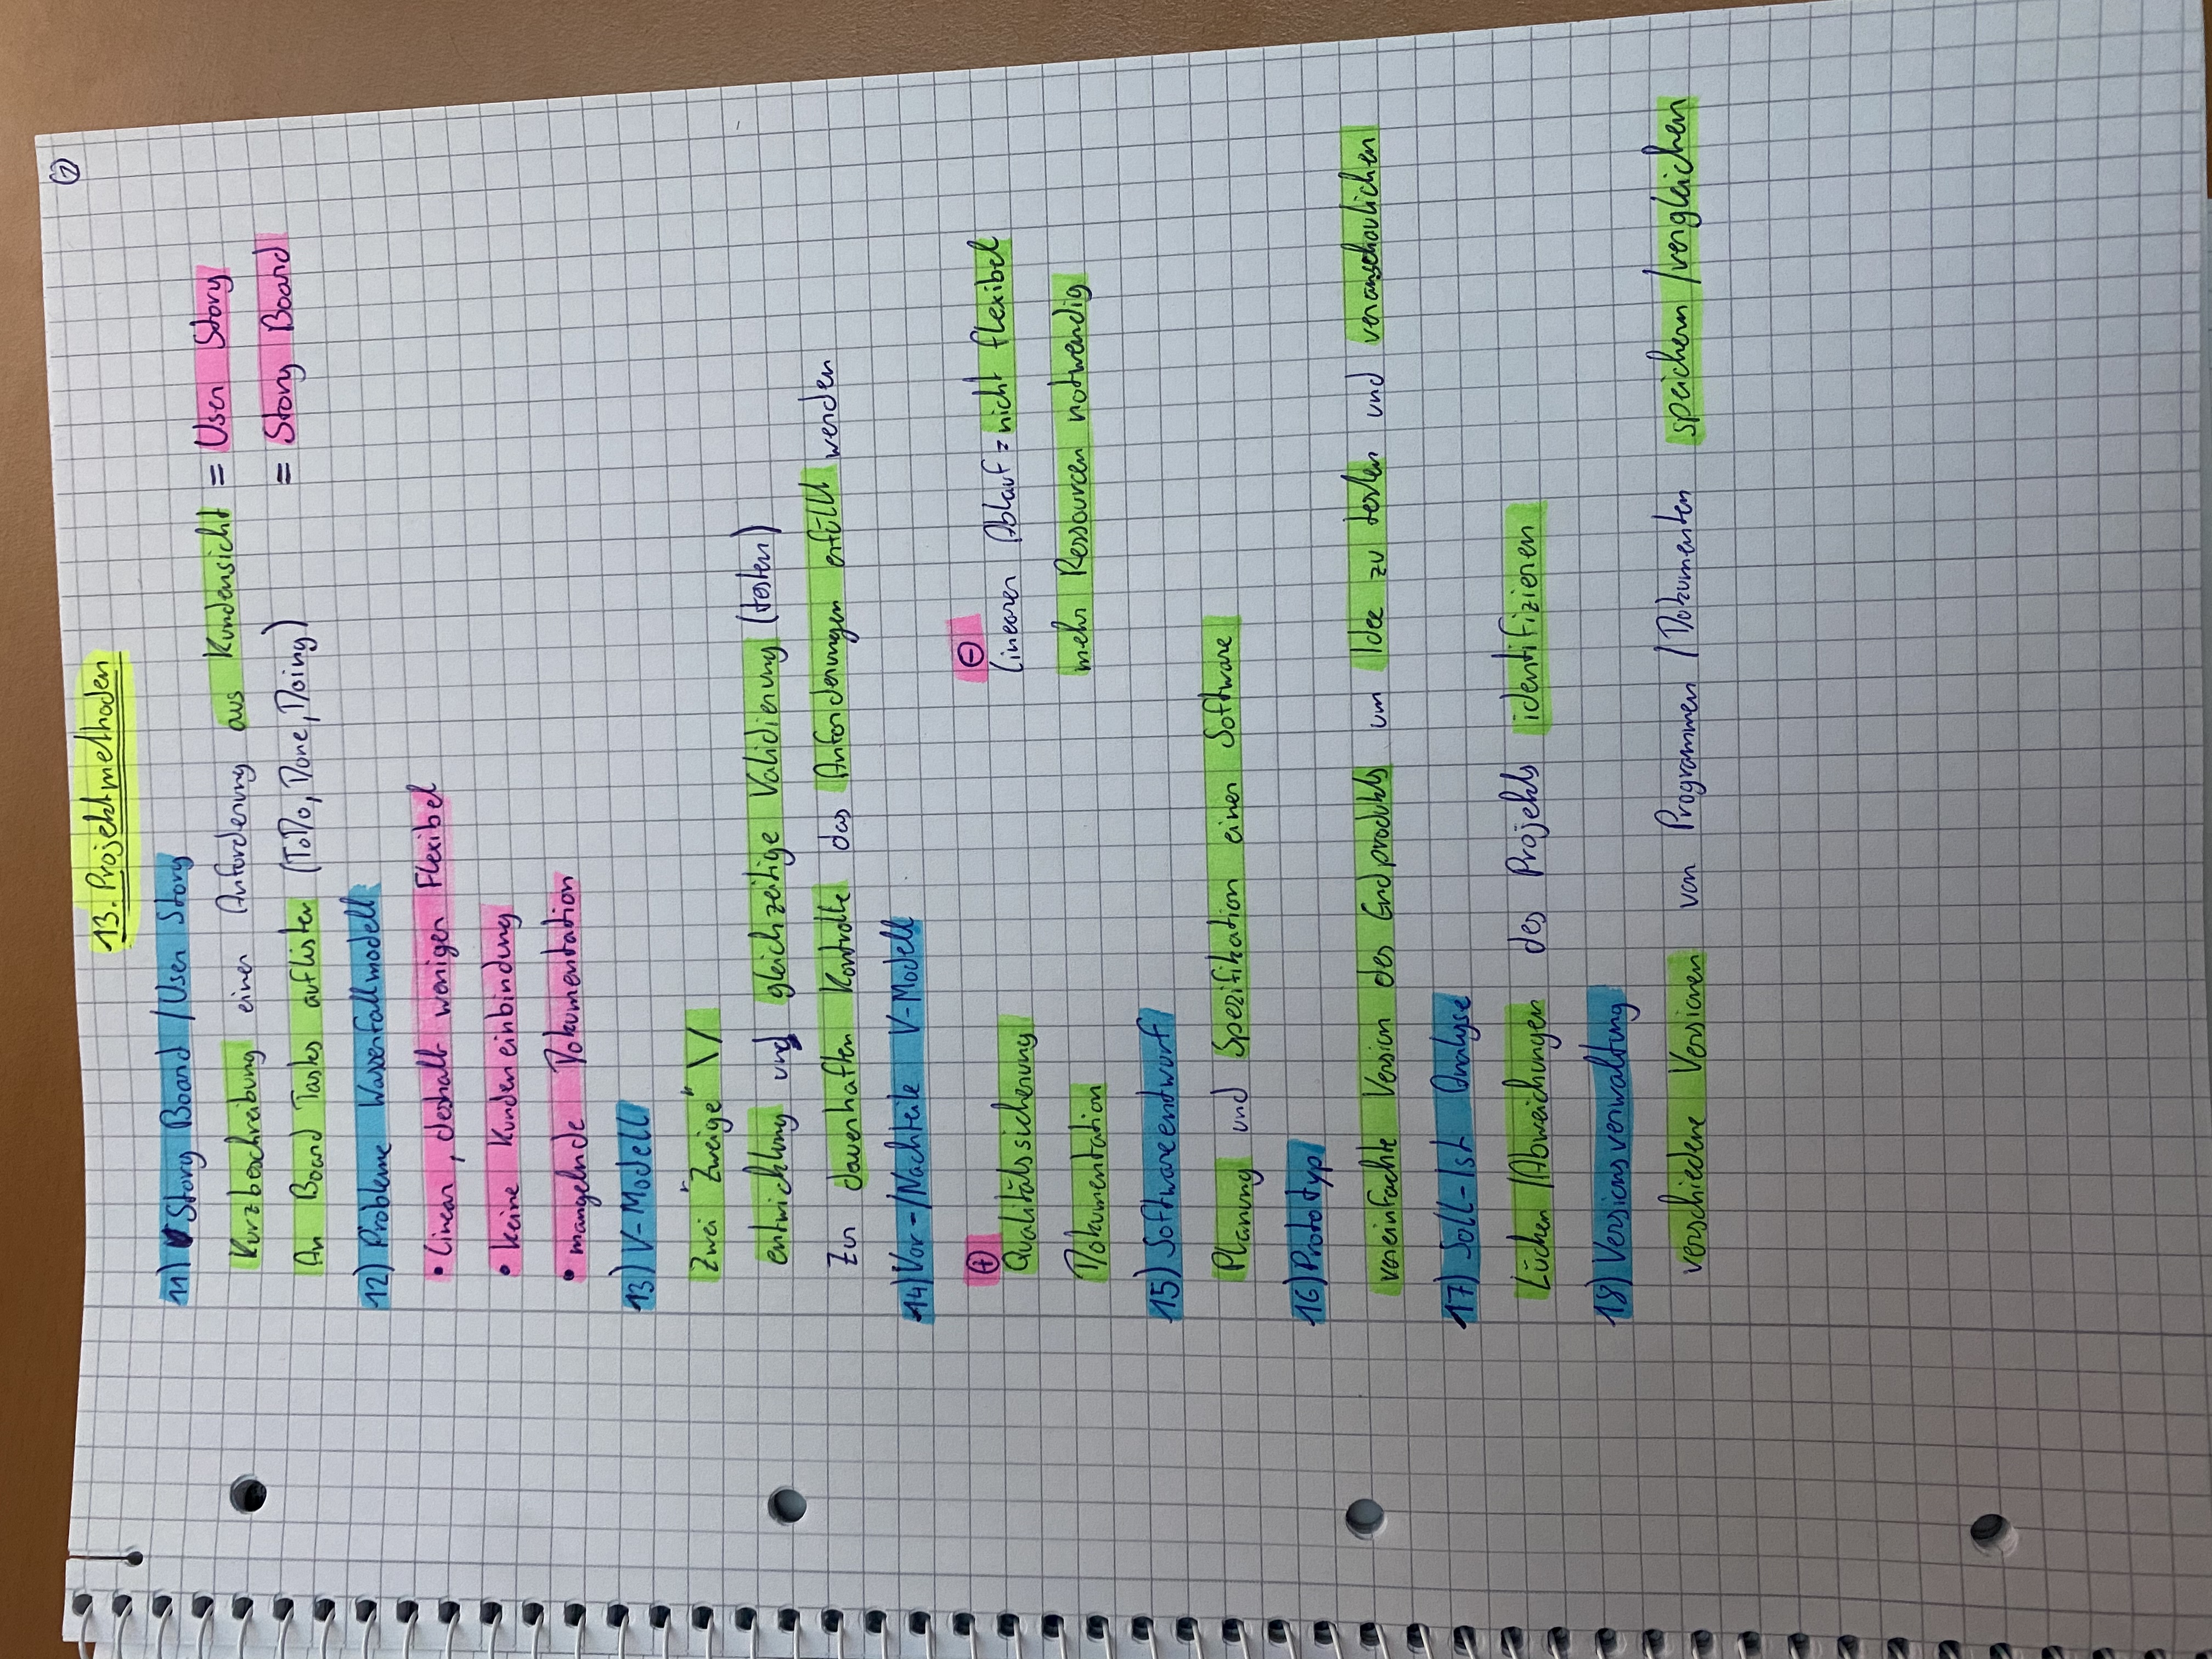 ②
13. Projektmethoden
11) Story Board / User Story
Kurzbeschreibung einer Anforderung aus Kundensicht = User Story
An Board Tasks auflisten (ToDo, Done, Doing) = Story Board
12) Probleme Wasserfallmodell
• linear, deshalb weniger Flexibel
• keine Kundeneinbindung
• mangelnde Dokumentation
13) V-Modell
Zwei "Zweige" \/
entwicklung und gleichzeitige Validierung (testen)
Zur dauerhaften Kontrolle das Anforderungen erfüllt werden
14) Vor-/Nachteile V-Modell
⊕ ⊖
Qualitätssicherung linearer Ablauf = nicht flexibel
Dokumentation mehr Ressourcen notwendig
15) Softwareentwurf
Planung und Spezifikation einer Software
16) Prototyp
vereinfachte Version des Endprodukts um Idee zu testen und veranschaulichen
17) Soll-Ist Analyse
Lücken / Abweichungen des Projekts identifizieren
18) Versionsverwaltung
verschiedene Versionen von Programmen / Dokumenten speichern / vergleichen